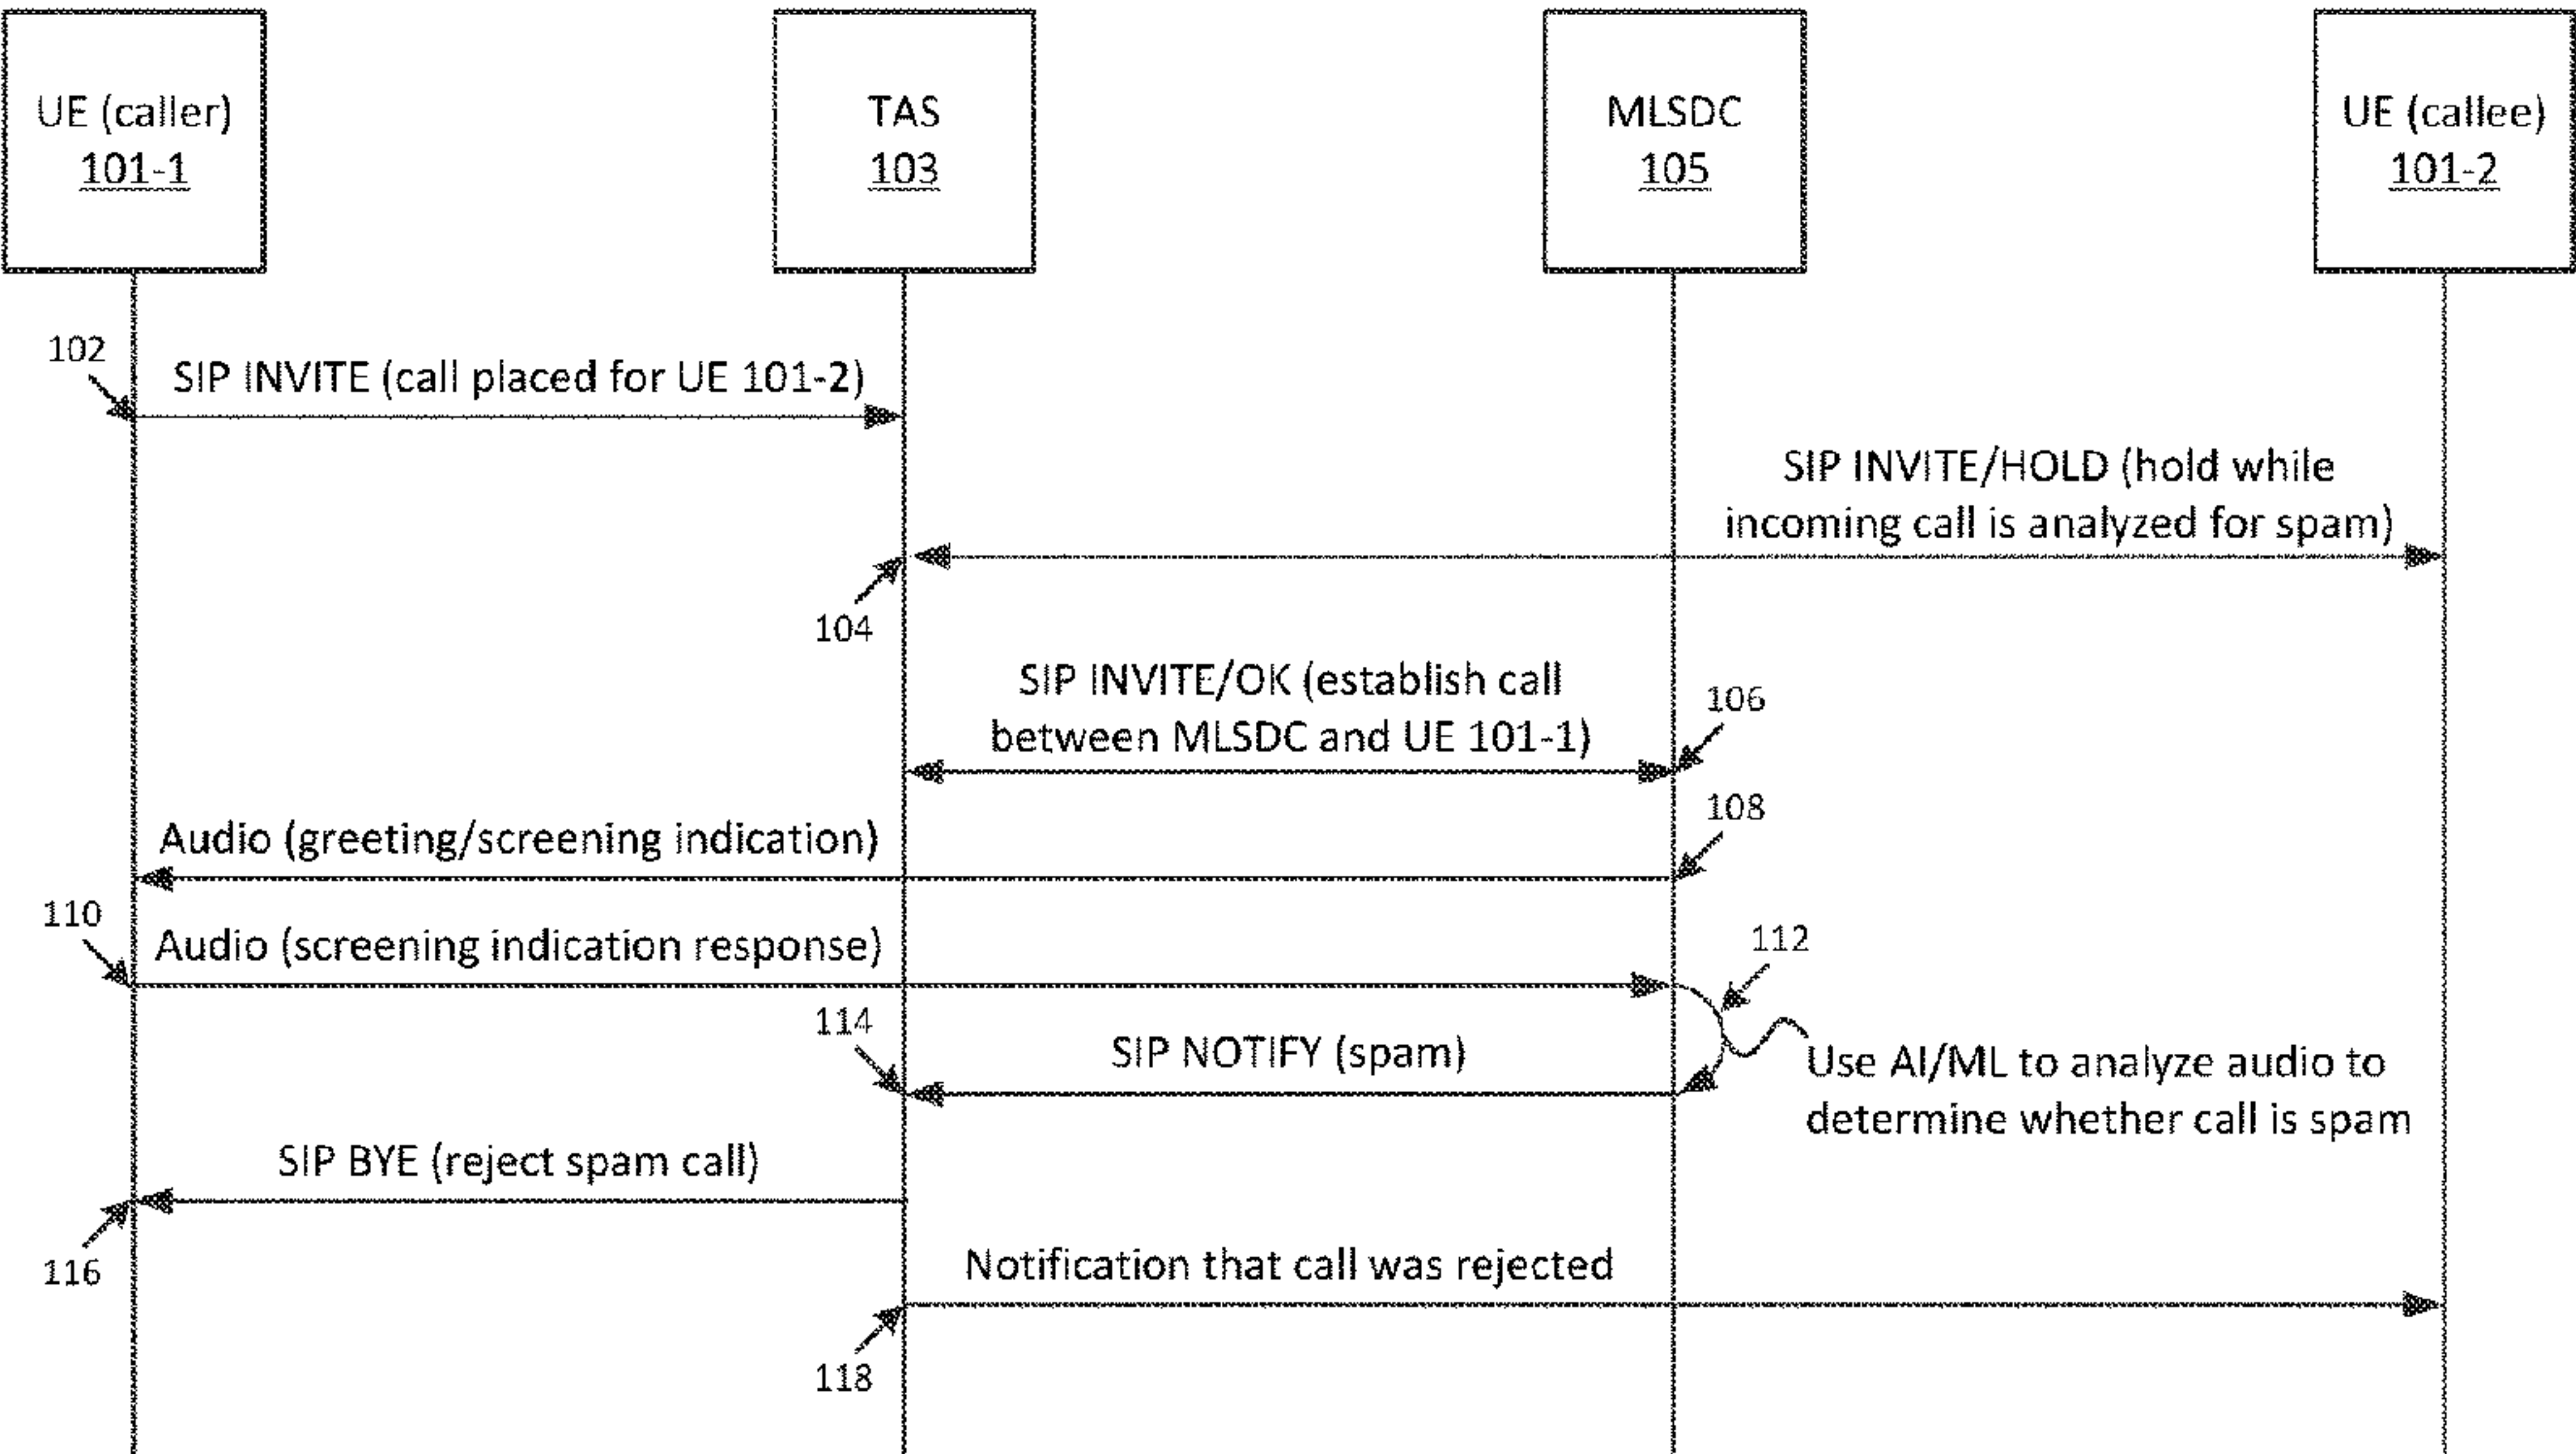 UE (caller)
101-1
TAS
103
MLSDC
105
UE (callee)
101-2
102
SIP INVITE (call placed for UE 101-2)
SIP INVITE/HOLD (hold while
incoming call is analyzed for spam)
104
SIP INVITE/OK (establish call
between MLSDC and UE 101-1)
106
108
Audio (greeting/screening indication)
110
Audio (screening indication response)
112
114
SIP NOTIFY (spam)
Use AI/ML to analyze audio to
determine whether call is spam
SIP BYE (reject spam call)
116
Notification that call was rejected
118